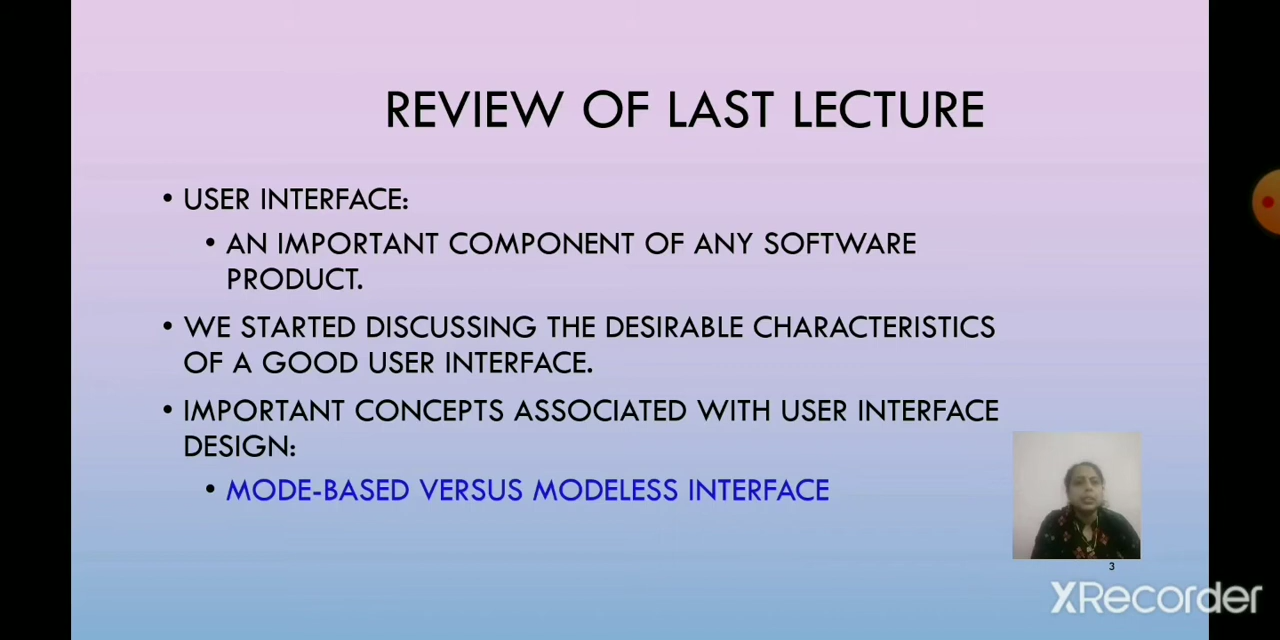 REVIEW OF LAST LECTURE
• USER INTERFACE:
• AN IMPORTANT COMPONENT OF ANY SOFTWARE
PRODUCT.
• WE STARTED DISCUSSING THE DESIRABLE CHARACTERISTICS
OF A GOOD USER INTERFACE.
• IMPORTANT CONCEPTS ASSOCIATED WITH USER INTERFACE
DESIGN:
• MODE-BASED VERSUS MODELESS INTERFACE
3
XRecorder